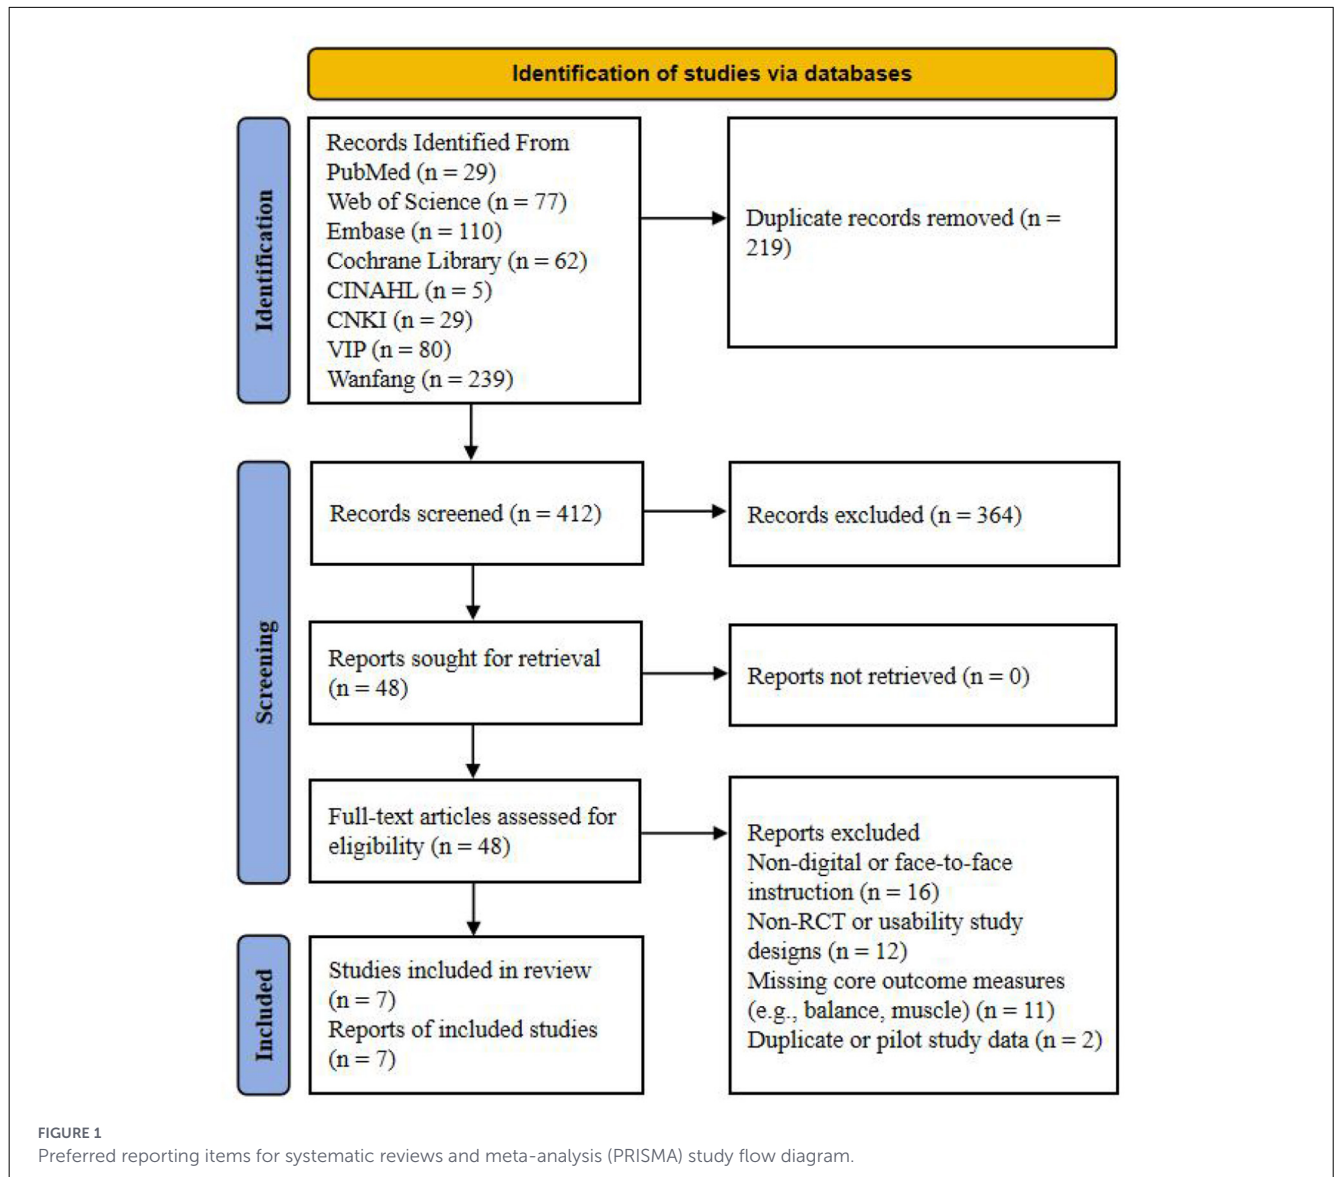 Identification of studies via databases
Identification
Records Identified From
PubMed (n = 29)
Web of Science (n = 77)
Embase (n = 110)
Cochrane Library (n = 62)
CINAHL (n = 5)
CNKI (n = 29)
VIP (n = 80)
Wanfang (n = 239)
Duplicate records removed (n =
219)
Screening
Records screened (n = 412)
Records excluded (n = 364)
Reports sought for retrieval
(n = 48)
Reports not retrieved (n = 0)
Full-text articles assessed for
eligibility (n = 48)
Reports excluded
Non-digital or face-to-face
instruction (n = 16)
Non-RCT or usability study
designs (n = 12)
Missing core outcome measures
(e.g., balance, muscle) (n = 11)
Duplicate or pilot study data (n = 2)
Included
Studies included in review
(n = 7)
Reports of included studies
(n = 7)
FIGURE 1
Preferred reporting items for systematic reviews and meta-analysis (PRISMA) study flow diagram.